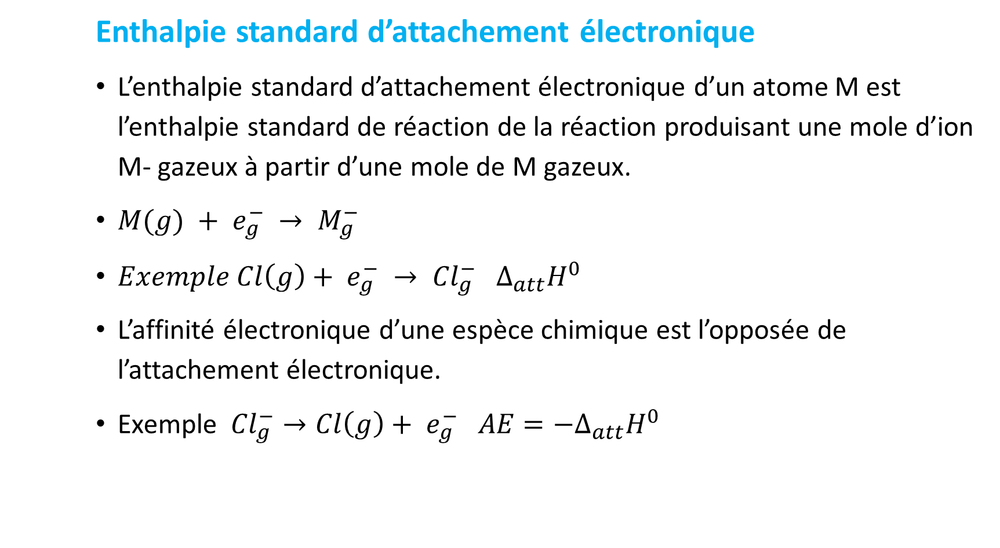 Enthalpie standard d’attachement électronique
• L’enthalpie standard d’attachement électronique d’un atome M est
l’enthalpie standard de réaction de la réaction produisant une mole d’ion
M- gazeux à partir d’une mole de M gazeux.
• $M(g) + e_g^- \rightarrow M_g^-$
• $Exemple\ Cl(g) + e_g^- \rightarrow Cl_g^- \ \Delta_{att}H^0$
• L’affinité électronique d’une espèce chimique est l’opposée de
l’attachement électronique.
• Exemple $Cl_g^- \rightarrow Cl(g) + e_g^- \ AE = -\Delta_{att}H^0$